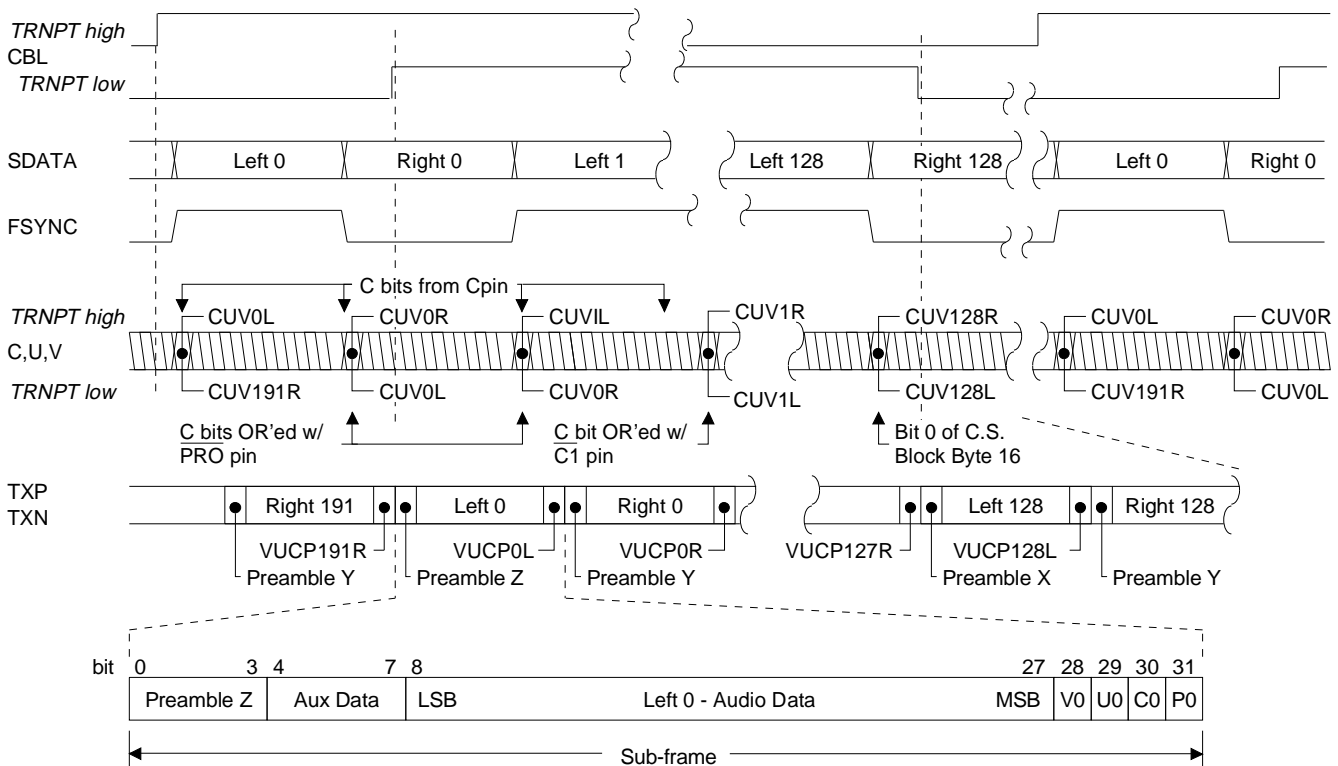 TRNPT high
CBL
TRNPT low
SDATA Left 0 Right 0 Left 1 Left 128 Right 128 Left 0 Right 0
FSYNC
C bits from Cpin
TRNPT high CUV0L CUV0R CUVIL CUV1R CUV128R CUV0L CUV0R
C,U,V
TRNPT low CUV191R CUV0L CUV0R CUV1L CUV128L CUV191R CUV0L
C bits OR'ed w/ C bit OR'ed w/ Bit 0 of C.S.
PRO pin C1 pin Block Byte 16
TXP
TXN Right 191 Left 0 Right 0 Left 128 Right 128
VUCP191R VUCP0L VUCP0R VUCP127R VUCP128L
Preamble Y Preamble Z Preamble Y Preamble X Preamble Y
bit 0 3 4 7 8 27 28 29 30 31
Preamble Z Aux Data LSB Left 0 - Audio Data MSB V0 U0 C0 P0
Sub-frame